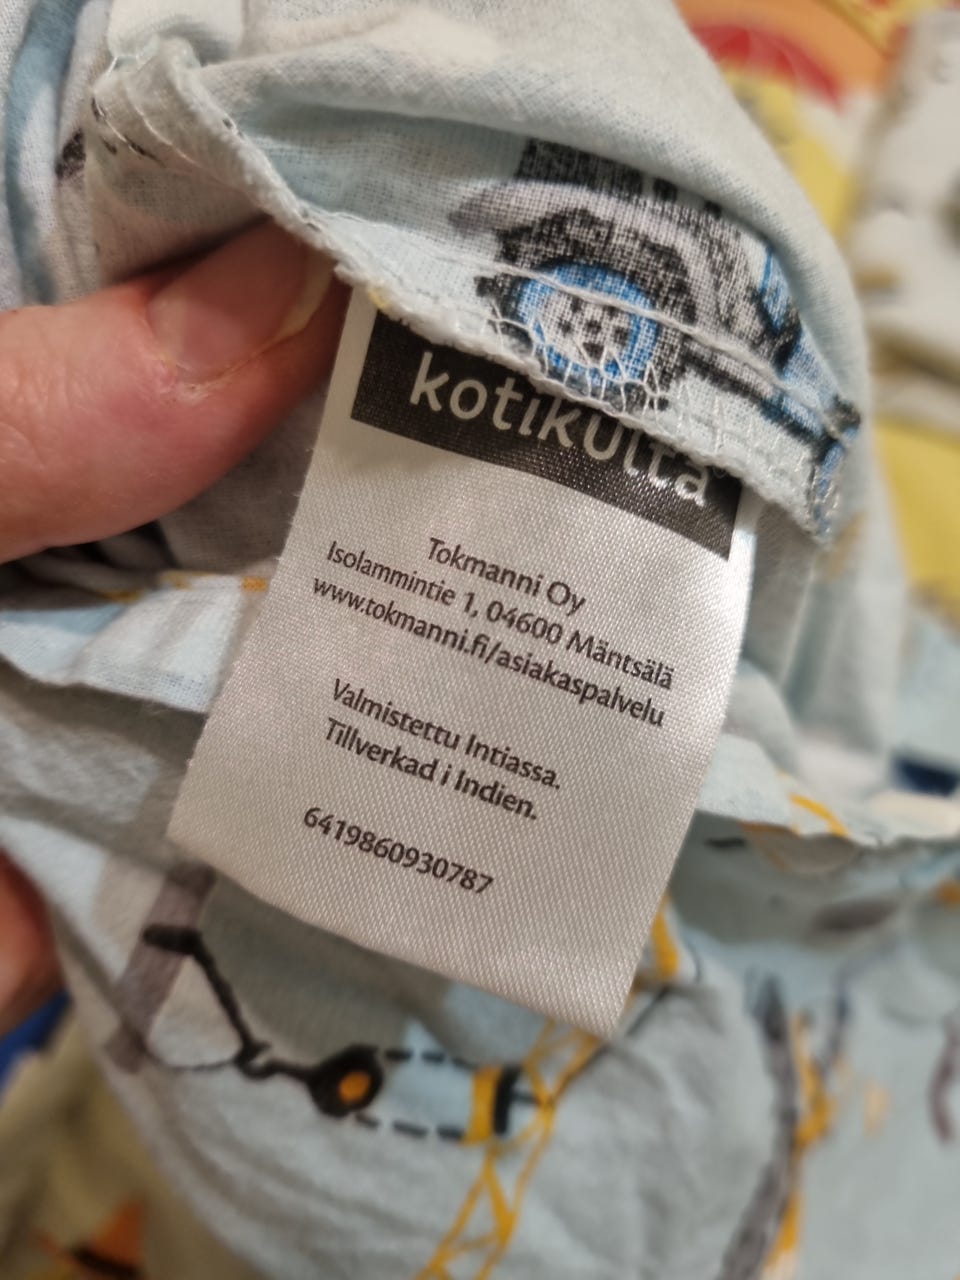 kotikulta
Tokmanni Oy
Isolammintie 1, 04600 Mäntsälä
www.tokmanni.fi/asiakaspalvelu
Valmistettu Intiassa.
Tillverkad i Indien.
6419860930787